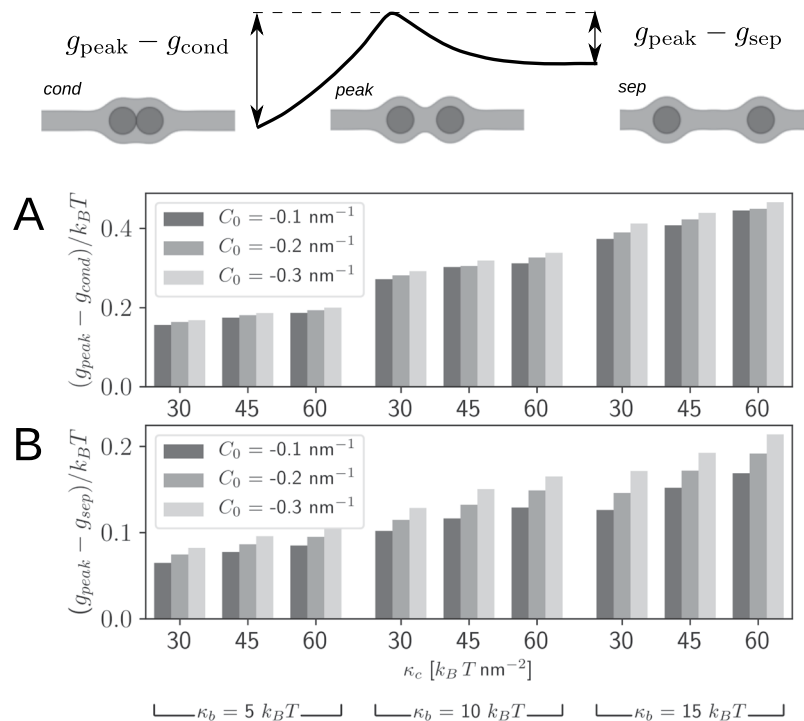 g_peak − g_cond
g_peak − g_sep
cond
peak
sep
A
(g_peak − g_cond)/k_BT
0.4
0.2
0.0
C_0 = -0.1 nm⁻¹
C_0 = -0.2 nm⁻¹
C_0 = -0.3 nm⁻¹
30 45 60 30 45 60 30 45 60
B
(g_peak − g_sep)/k_BT
0.2
0.1
0.0
C_0 = -0.1 nm⁻¹
C_0 = -0.2 nm⁻¹
C_0 = -0.3 nm⁻¹
30 45 60 30 45 60 30 45 60
κ_c [k_B T nm⁻²]
κ_b = 5 k_BT κ_b = 10 k_BT κ_b = 15 k_BT